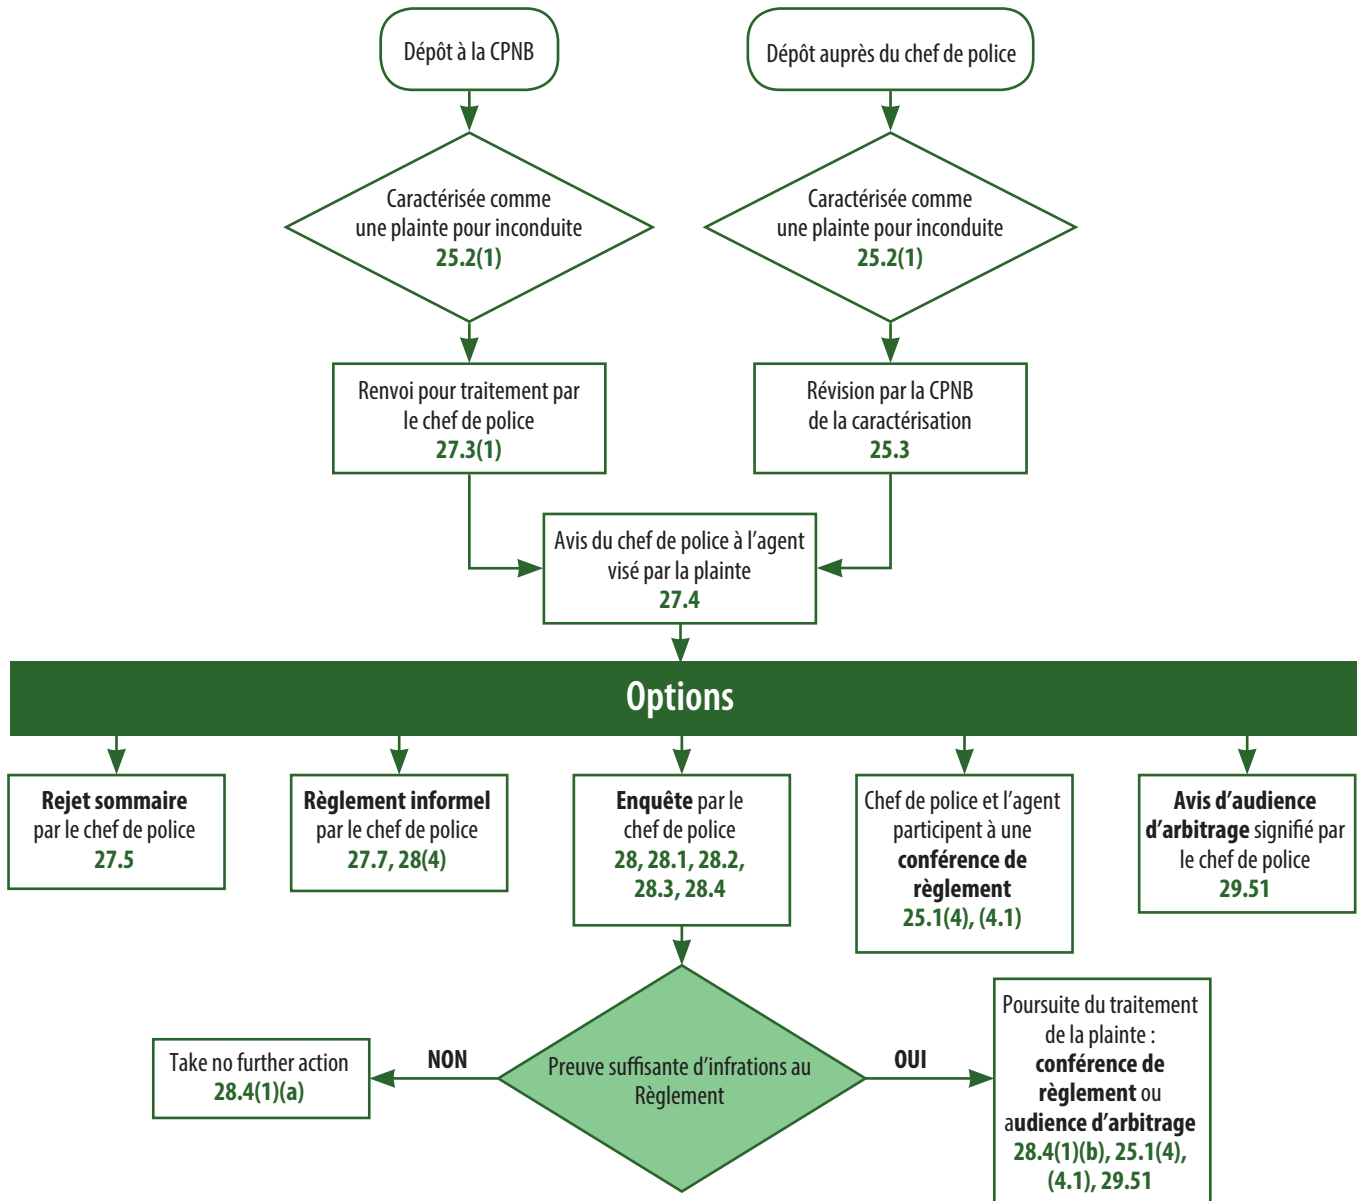 Dépôt à la CPNB
Dépôt auprès du chef de police
Caractérisée comme
une plainte pour inconduite
25.2(1)
Caractérisée comme
une plainte pour inconduite
25.2(1)
Renvoi pour traitement par
le chef de police
27.3(1)
Révision par la CPNB
de la caractérisation
25.3
Avis du chef de police à l’agent
visé par la plainte
27.4
Options
Rejet sommaire
par le chef de police
27.5
Règlement informel
par le chef de police
27.7, 28(4)
Enquête par le
chef de police
28, 28.1, 28.2,
28.3, 28.4
Chef de police et l’agent
participent à une
conférence de
règlement
25.1(4), (4.1)
Avis d’audience
d’arbitrage signifié par
le chef de police
29.51
Take no further action
28.4(1)(a)
NON
Preuve suffisante d’infrations au
Règlement
OUI
Poursuite du traitement
de la plainte :
conférence de
règlement ou
audience d’arbitrage
28.4(1)(b), 25.1(4),
(4.1), 29.51